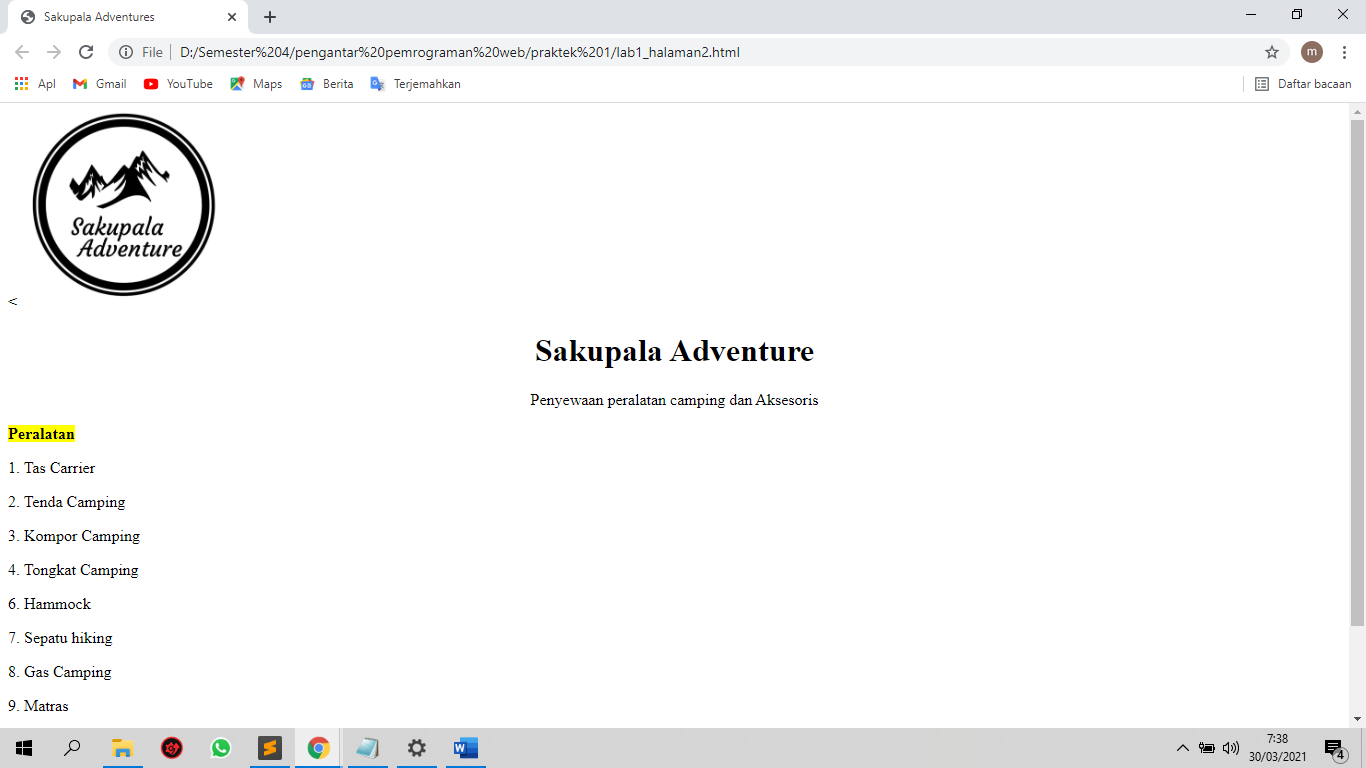 Sakupala Adventures
File
D:/Semester%204/pengantar%20pemrograman%20web/praktek%201/lab1_halaman2.html
m
Apl Gmail YouTube Maps Berita Terjemahkan Daftar bacaan
Sakupala
Adventure
<
Sakupala Adventure
Penyewaan peralatan camping dan Aksesoris
Peralatan
1. Tas Carrier
2. Tenda Camping
3. Kompor Camping
4. Tongkat Camping
6. Hammock
7. Sepatu hiking
8. Gas Camping
9. Matras
7:38
30/03/2021
4